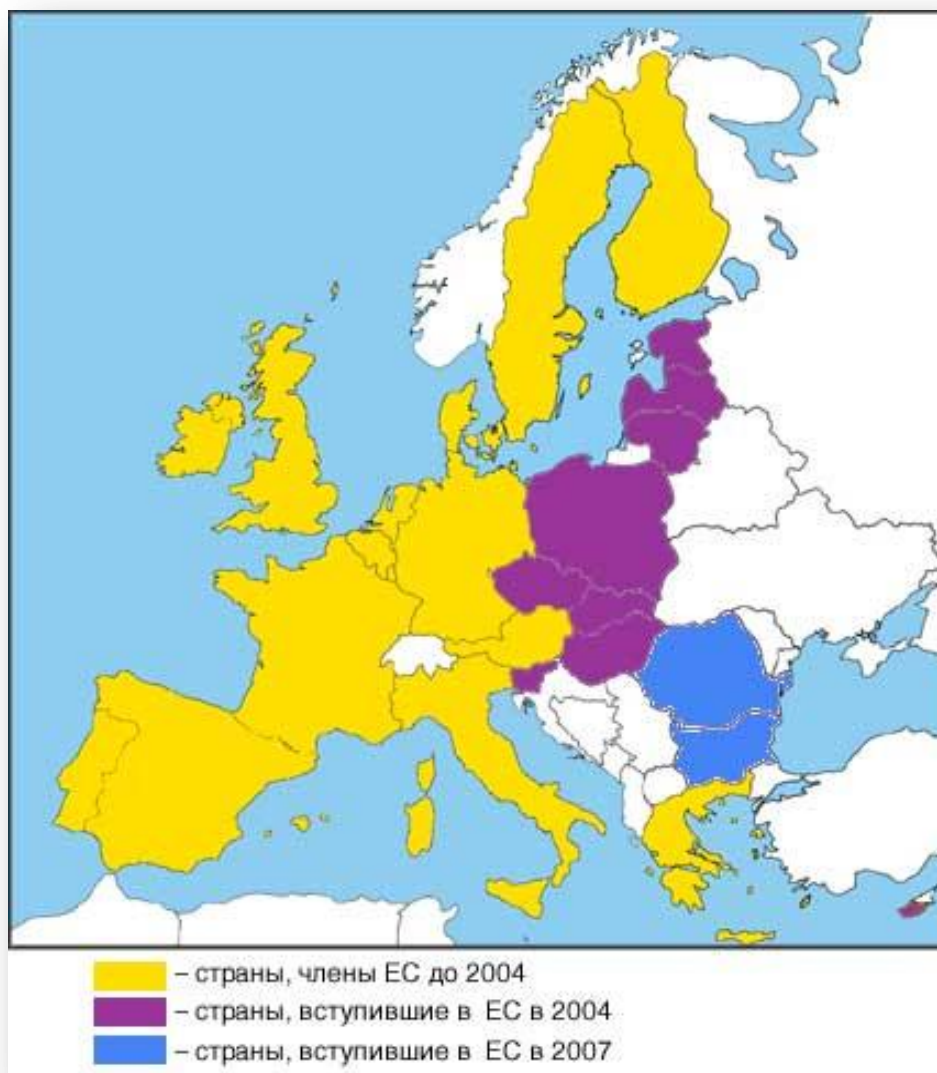 – страны, члены ЕС до 2004
– страны, вступившие в ЕС в 2004
– страны, вступившие в ЕС в 2007